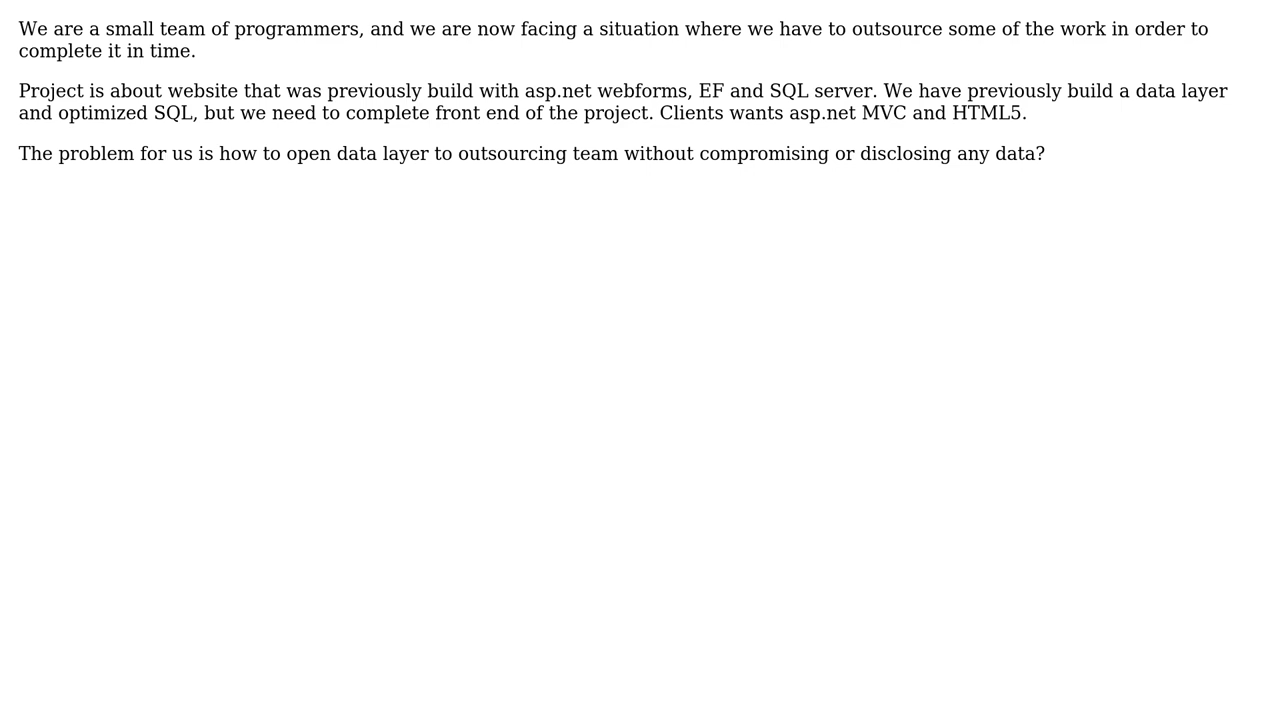 We are a small team of programmers, and we are now facing a situation where we have to outsource some of the work in order to
complete it in time.
Project is about website that was previously build with asp.net webforms, EF and SQL server. We have previously build a data layer
and optimized SQL, but we need to complete front end of the project. Clients wants asp.net MVC and HTML5.
The problem for us is how to open data layer to outsourcing team without compromising or disclosing any data?